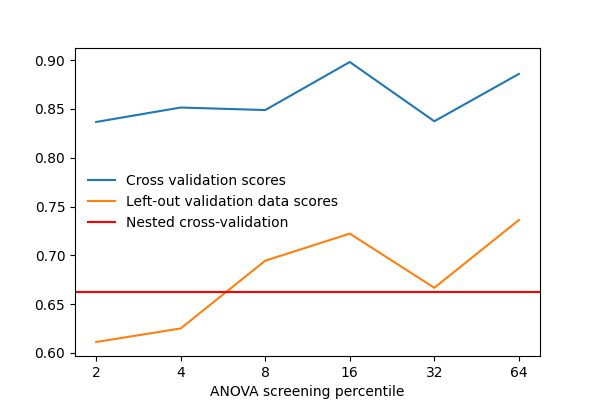 0.90
0.85
0.80
0.75
0.70
0.65
0.60
Cross validation scores
Left-out validation data scores
Nested cross-validation
2 4 8 16 32 64
ANOVA screening percentile